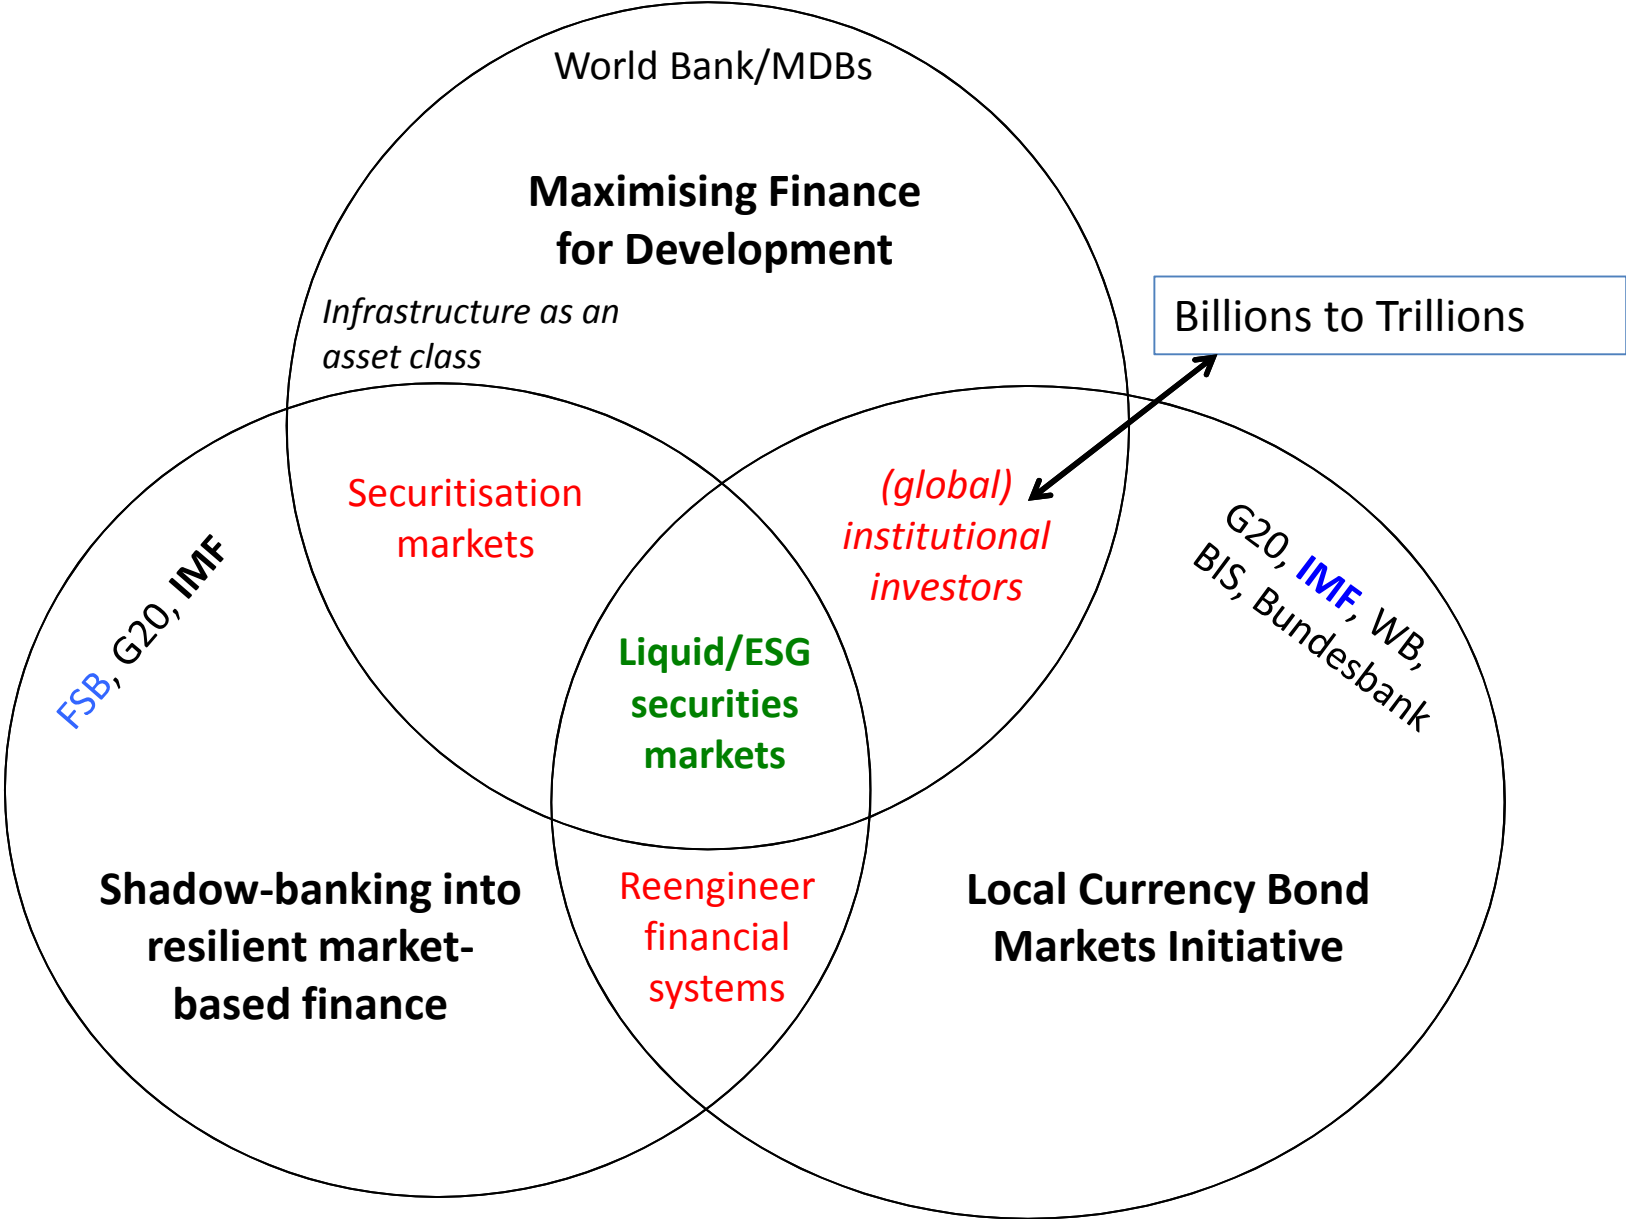 World Bank/MDBs
Maximising Finance
for Development
Infrastructure as an
asset class
Billions to Trillions
Securitisation
markets
(global)
institutional
investors
FSB, G20, IMF
G20, IMF, WB,
BIS, Bundesbank
Liquid/ESG
securities
markets
Shadow-banking into
resilient market-
based finance
Reengineer
financial
systems
Local Currency Bond
Markets Initiative